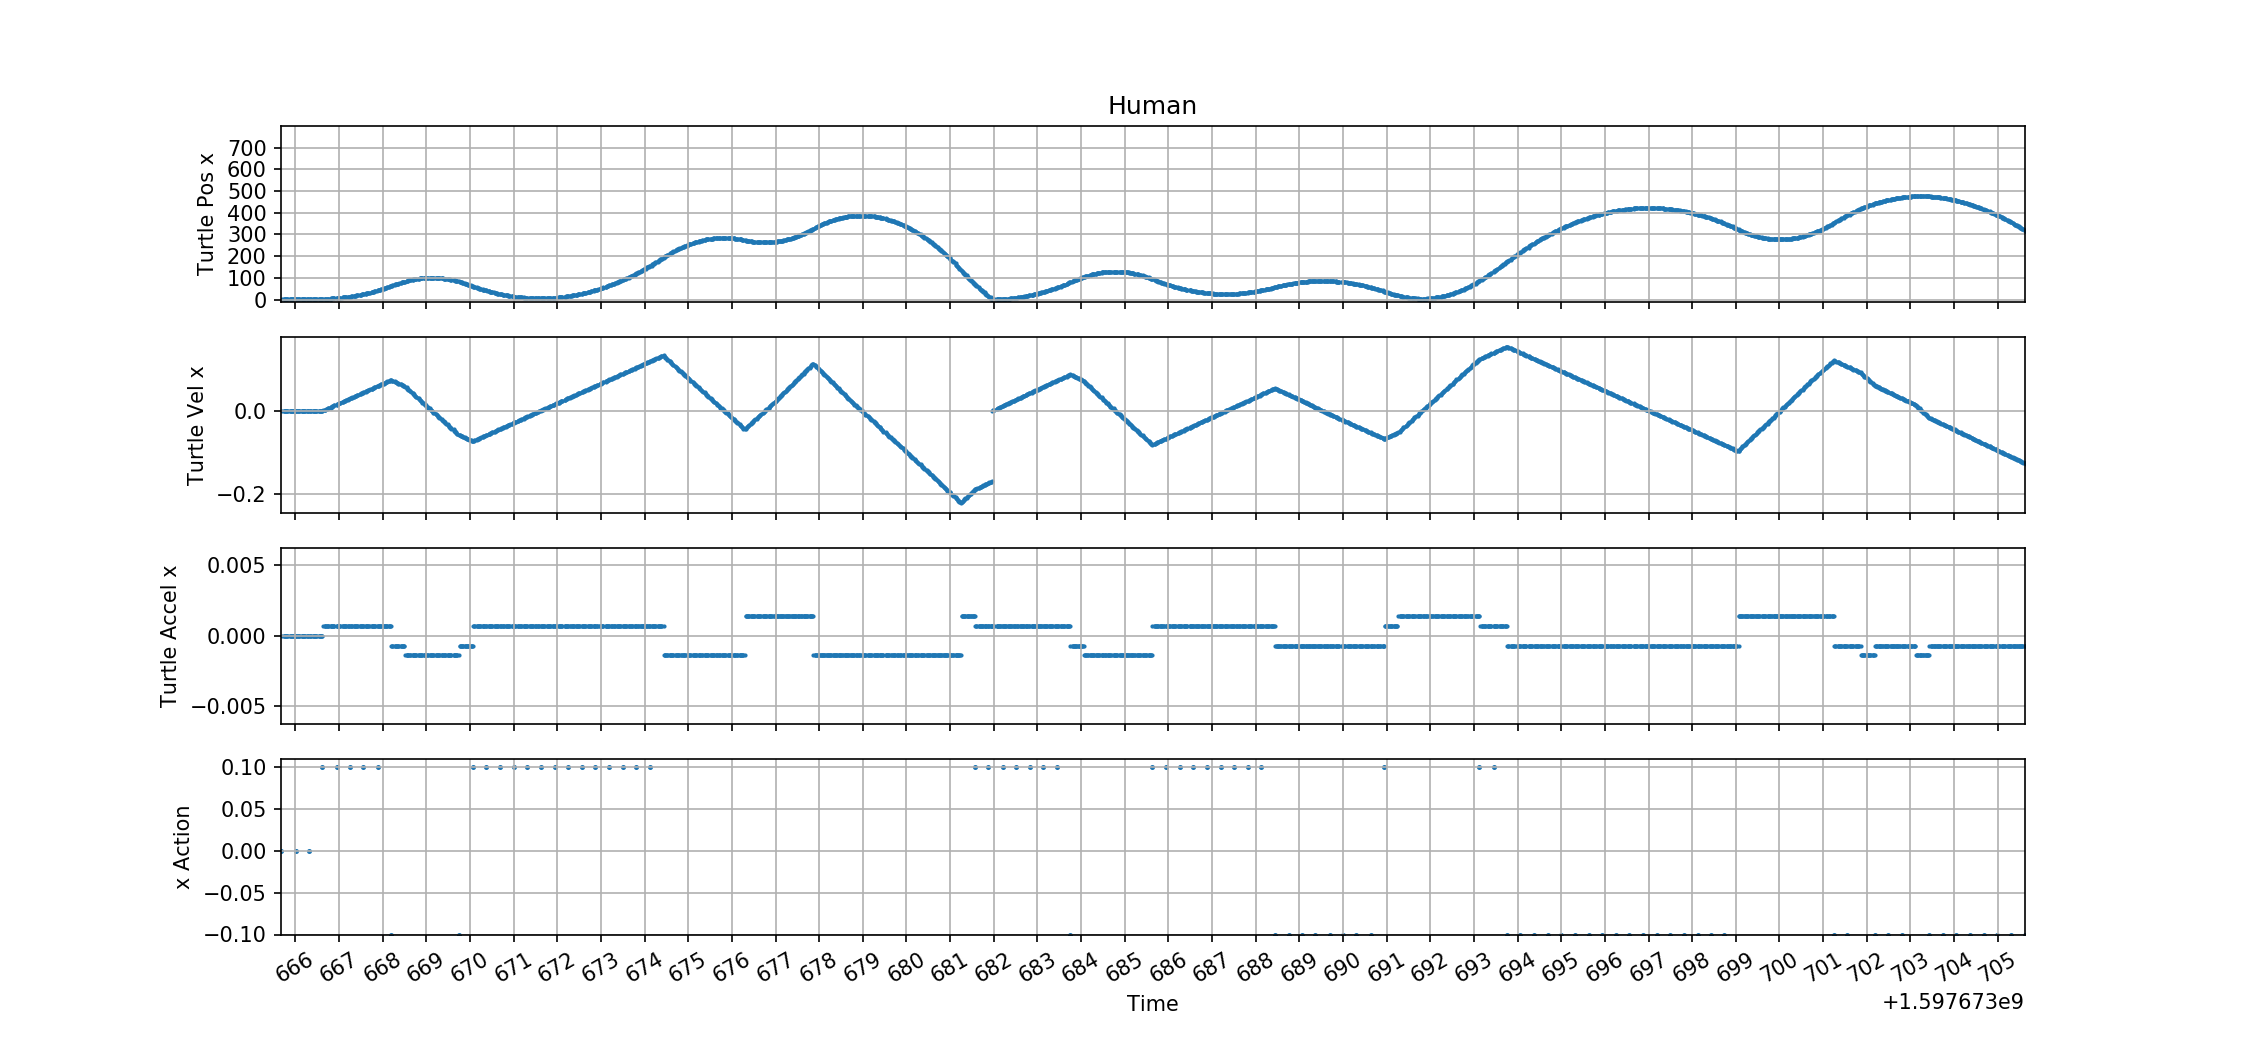 Human
Turtle Pos x
700
600
500
400
300
200
100
0
Turtle Vel x
0.0
−0.2
Turtle Accel x
0.005
0.000
−0.005
x Action
0.10
0.05
0.00
−0.05
−0.10
666 667 668 669 670 671 672 673 674 675 676 677 678 679 680 681 682 683 684 685 686 687 688 689 690 691 692 693 694 695 696 697 698 699 700 701 702 703 704 705
Time
+1.597673e9